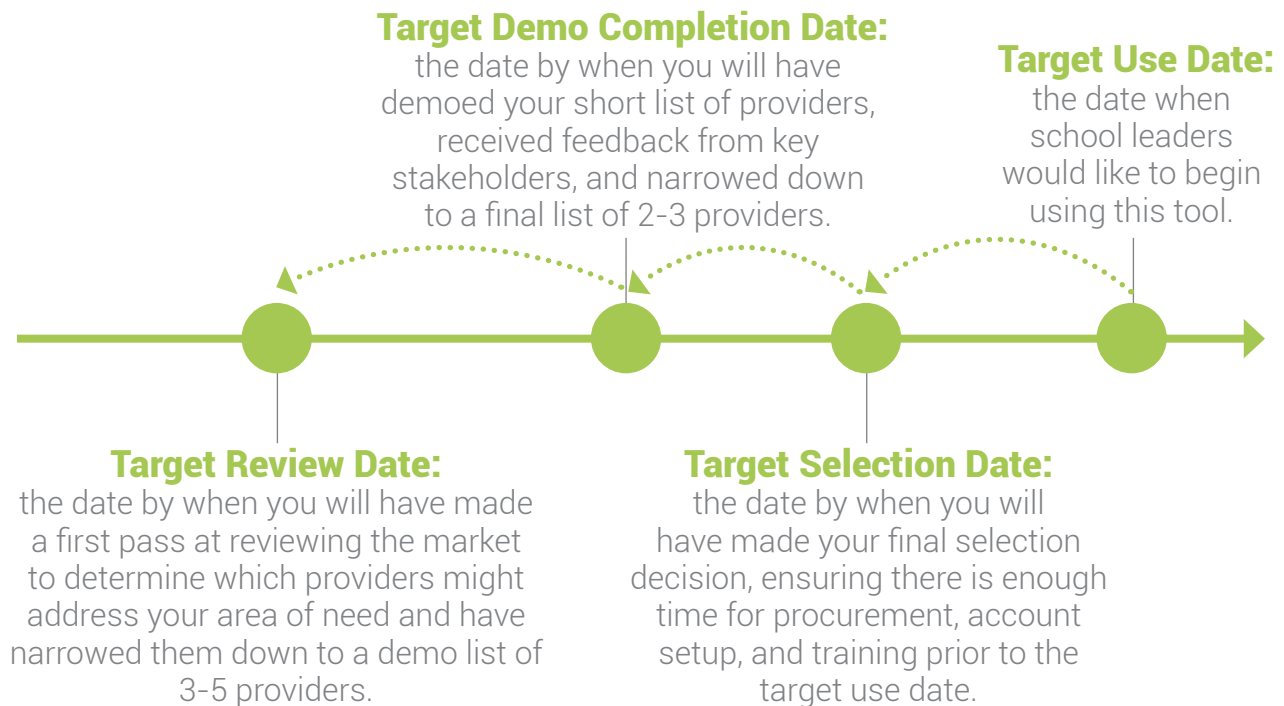 Target Demo Completion Date:
the date by when you will have
demoed your short list of providers,
received feedback from key
stakeholders, and narrowed down
to a final list of 2-3 providers.
Target Use Date:
the date when
school leaders
would like to begin
using this tool.
Target Review Date:
the date by when you will have made
a first pass at reviewing the market
to determine which providers might
address your area of need and have
narrowed them down to a demo list of
3-5 providers.
Target Selection Date:
the date by when you will
have made your final selection
decision, ensuring there is enough
time for procurement, account
setup, and training prior to the
target use date.